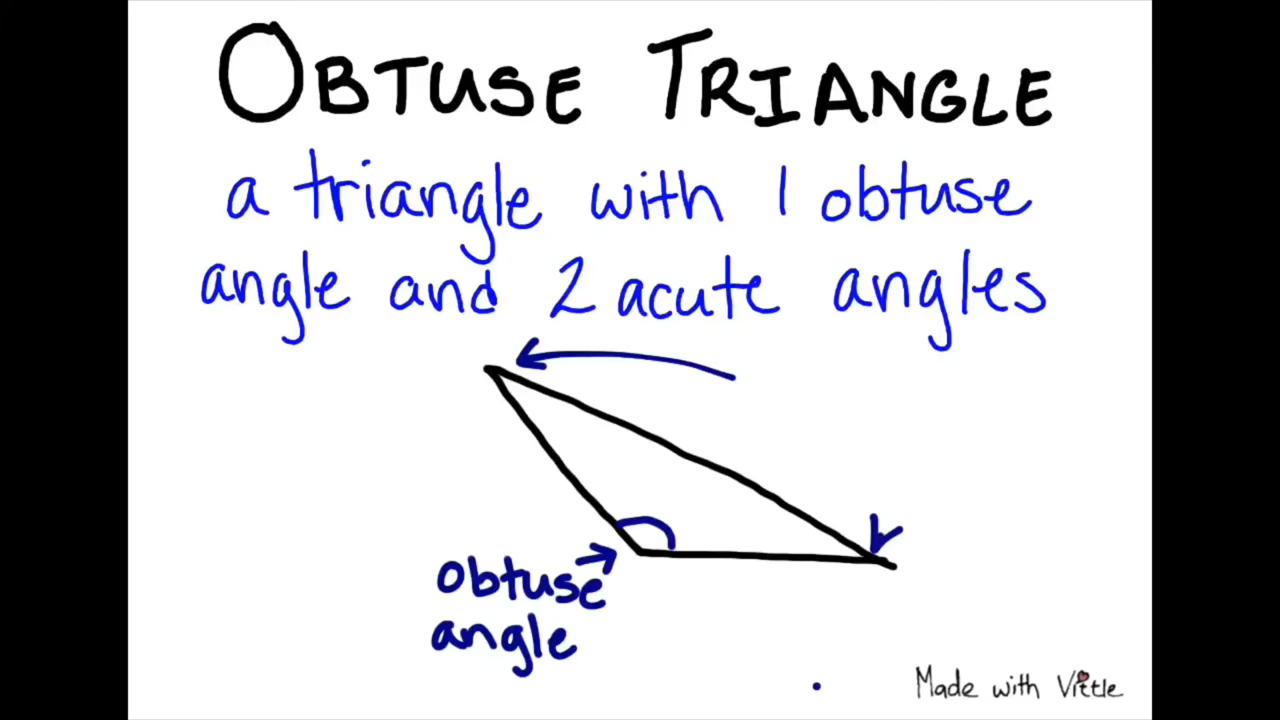 OBTUSE TRIANGLE
a triangle with 1 obtuse
angle and 2 acute angles
obtuse
angle
Made with Vittle